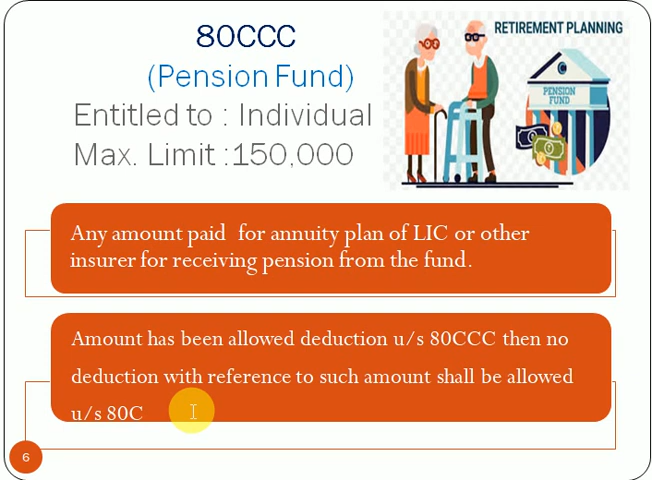 80CCC
(Pension Fund)
Entitled to : Individual
Max. Limit :150,000
RETIREMENT PLANNING
PENSION
FUND
Any amount paid for annuity plan of LIC or other
insurer for receiving pension from the fund.
Amount has been allowed deduction u/s 80CCC then no
deduction with reference to such amount shall be allowed
u/s 80C
6